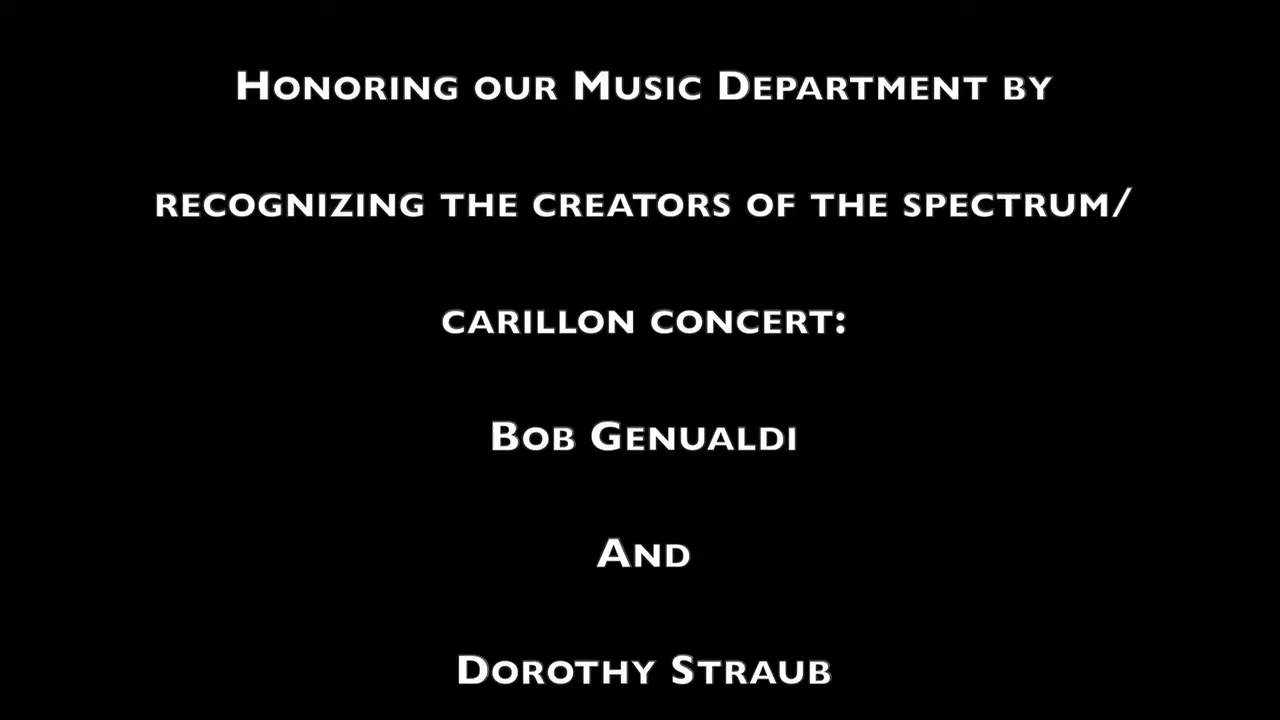 Honoring our Music Department by
recognizing the creators of the spectrum/
carillon concert:
Bob Genualdi
And
Dorothy Straub